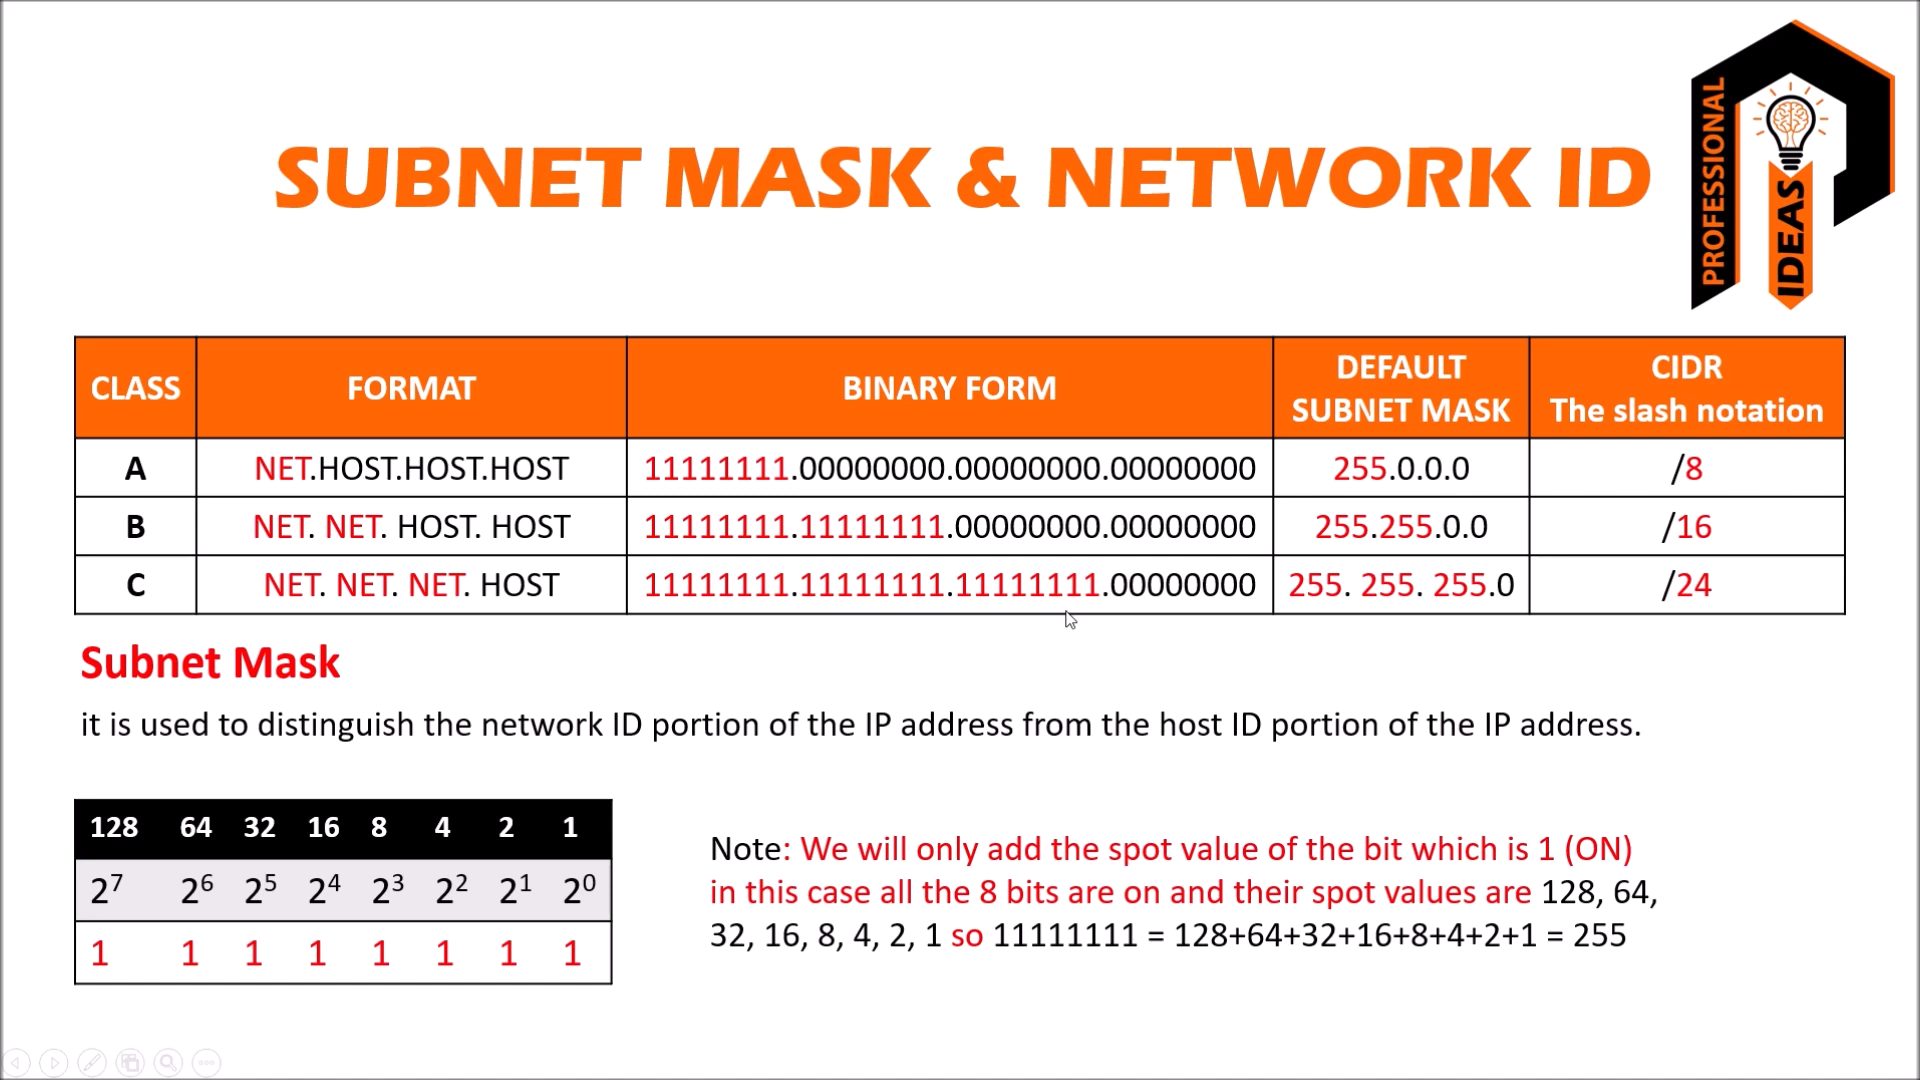 SUBNET MASK & NETWORK ID
PROFESSIONAL
IDEAS
CLASS FORMAT BINARY FORM DEFAULT SUBNET MASK CIDR The slash notation
A NET.HOST.HOST.HOST 11111111.00000000.00000000.00000000 255.0.0.0 /8
B NET. NET. HOST. HOST 11111111.11111111.00000000.00000000 255.255.0.0 /16
C NET. NET. NET. HOST 11111111.11111111.11111111.00000000 255. 255. 255.0 /24
Subnet Mask
it is used to distinguish the network ID portion of the IP address from the host ID portion of the IP address.
128 64 32 16 8 4 2 1
2⁷ 2⁶ 2⁵ 2⁴ 2³ 2² 2¹ 2⁰
1 1 1 1 1 1 1 1
Note: We will only add the spot value of the bit which is 1 (ON)
in this case all the 8 bits are on and their spot values are 128, 64,
32, 16, 8, 4, 2, 1 so 11111111 = 128+64+32+16+8+4+2+1 = 255